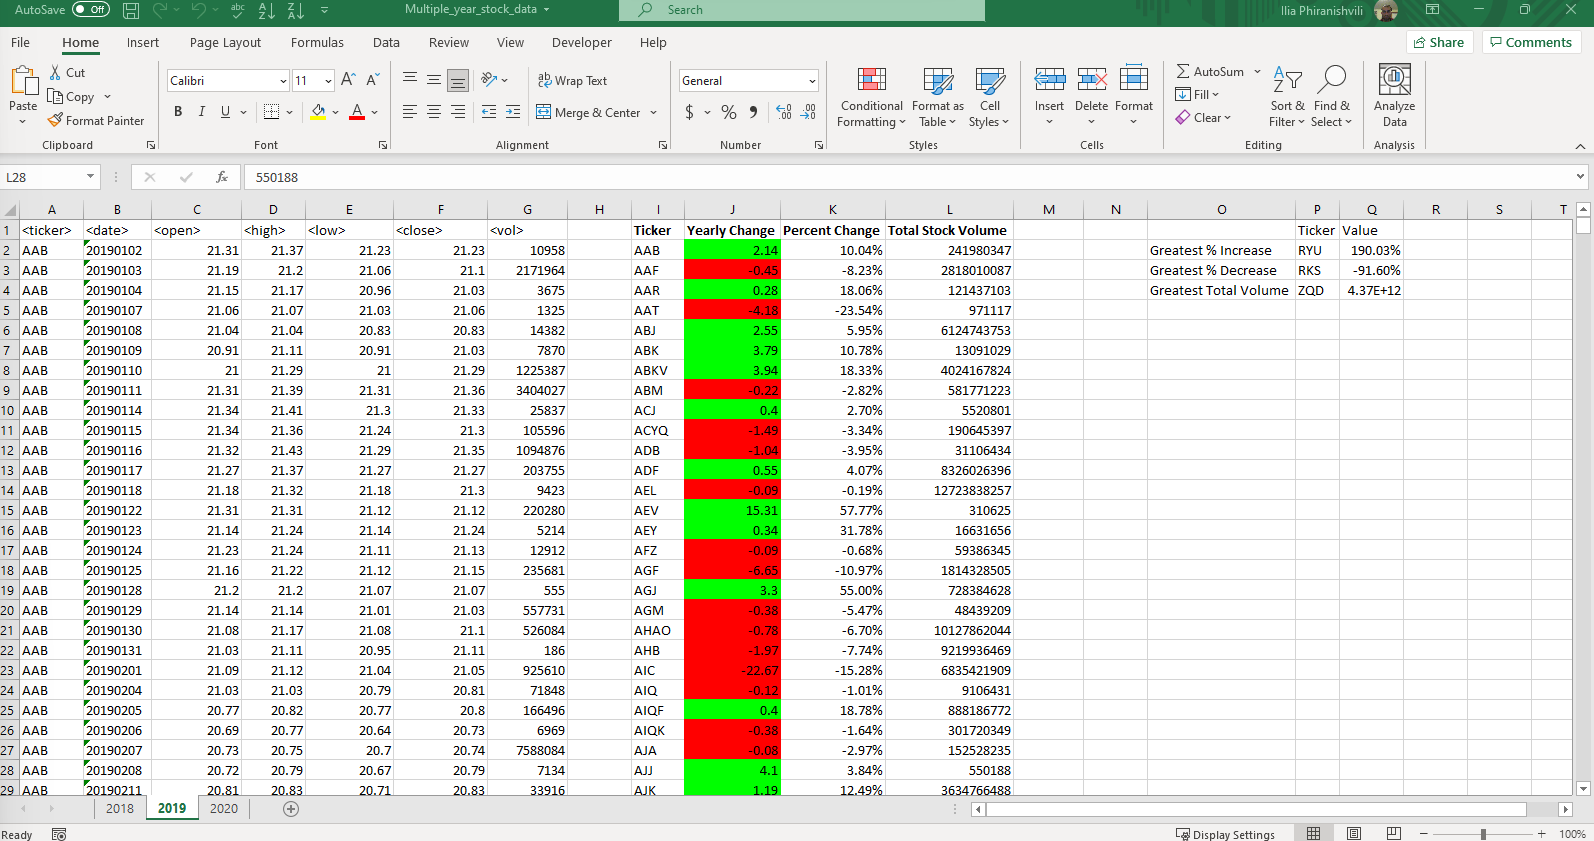 AutoSave Off Multiple_year_stock_data Search Ilia Phiranishvili
File Home Insert Page Layout Formulas Data Review View Developer Help Share Comments
Paste Cut Copy Format Painter Clipboard
Calibri 11 A A B I U A Font
ab Wrap Text Merge & Center Alignment
General $ % Number
Conditional Formatting Format as Table Cell Styles Styles
Insert Delete Format Cells
AutoSum Fill Clear Sort & Filter Find & Select Editing
Analyze Data Analysis
L28 fx 550188
A B C D E F G H I J K L M N O P Q R S T
1 <ticker> <date> <open> <high> <low> <close> <vol> Ticker Yearly Change Percent Change Total Stock Volume Ticker Value
2 AAB 20190102 21.31 21.37 21.23 21.23 10958 AAB 2.14 10.04% 241980347 Greatest % Increase RYU 190.03%
3 AAB 20190103 21.19 21.2 21.06 21.1 2171964 AAF -0.45 -8.23% 2818010087 Greatest % Decrease RKS -91.60%
4 AAB 20190104 21.15 21.17 20.96 21.03 3675 AAR 0.28 18.06% 121437103 Greatest Total Volume ZQD 4.37E+12
5 AAB 20190107 21.06 21.07 21.03 21.06 1325 AAT -4.18 -23.54% 971117
6 AAB 20190108 21.04 21.04 20.83 20.83 14382 ABJ 2.55 5.95% 6124743753
7 AAB 20190109 20.91 21.11 20.91 21.03 7870 ABK 3.79 10.78% 13091029
8 AAB 20190110 21 21.29 21 21.29 1225387 ABKV 3.94 18.33% 4024167824
9 AAB 20190111 21.31 21.39 21.31 21.36 3404027 ABM -0.22 -2.82% 581771223
10 AAB 20190114 21.34 21.41 21.3 21.33 25837 ACJ 0.4 2.70% 5520801
11 AAB 20190115 21.34 21.36 21.24 21.3 105596 ACYQ -1.49 -3.34% 190645397
12 AAB 20190116 21.32 21.43 21.29 21.35 1094876 ADB -1.04 -3.95% 31106434
13 AAB 20190117 21.27 21.37 21.27 21.27 203755 ADF 0.55 4.07% 8326026396
14 AAB 20190118 21.18 21.32 21.18 21.3 9423 AEL -0.09 -0.19% 12723838257
15 AAB 20190122 21.31 21.31 21.12 21.12 220280 AEV 15.31 57.77% 310625
16 AAB 20190123 21.14 21.24 21.14 21.24 5214 AEY 0.34 31.78% 16631656
17 AAB 20190124 21.23 21.24 21.11 21.13 12912 AFZ -0.09 -0.68% 59386345
18 AAB 20190125 21.16 21.22 21.12 21.15 235681 AGF -6.65 -10.97% 1814328505
19 AAB 20190128 21.2 21.2 21.07 21.07 555 AGJ 3.3 55.00% 728384628
20 AAB 20190129 21.14 21.14 21.01 21.03 557731 AGM -0.38 -5.47% 48439209
21 AAB 20190130 21.08 21.17 21.08 21.1 526084 AHAO -0.78 -6.70% 10127862044
22 AAB 20190131 21.03 21.11 20.95 21.11 186 AHB -1.97 -7.74% 9219936469
23 AAB 20190201 21.09 21.12 21.04 21.05 925610 AIC -22.67 -15.28% 6835421909
24 AAB 20190204 21.03 21.03 20.79 20.81 71848 AIQ -0.12 -1.01% 9106431
25 AAB 20190205 20.77 20.82 20.77 20.8 166496 AIQF 0.4 18.78% 888186772
26 AAB 20190206 20.69 20.77 20.64 20.73 6969 AIQK -0.38 -1.64% 301720349
27 AAB 20190207 20.73 20.75 20.7 20.74 7588084 AJA -0.08 -2.97% 152528235
28 AAB 20190208 20.72 20.79 20.67 20.79 7134 AJJ 4.1 3.84% 550188
29 AAB 20190211 20.81 20.83 20.71 20.83 33916 AJK 1.19 12.49% 3634766488
2018 2019 2020
Ready Display Settings 100%